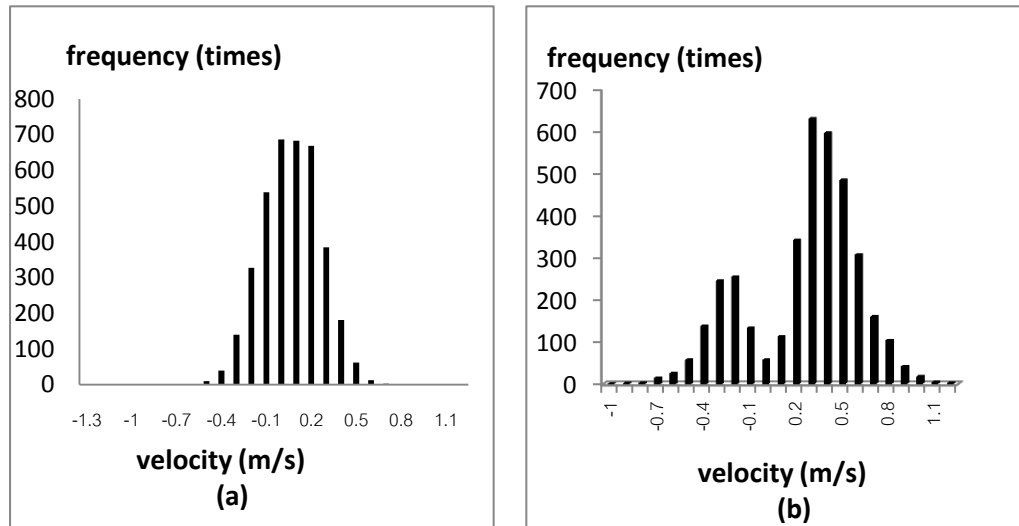 frequency (times)
800
700
600
500
400
300
200
100
0
-1.3 -1 -0.7 -0.4 -0.1 0.2 0.5 0.8 1.1
velocity (m/s)
(a)
frequency (times)
700
600
500
400
300
200
100
0
-1 -0.7 -0.4 -0.1 0.2 0.5 0.8 1.1
velocity (m/s)
(b)